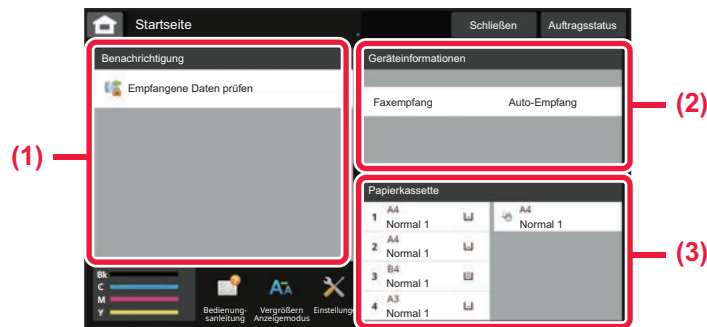 Startseite
Schließen
Auftragsstatus
Benachrichtigung
Empfangene Daten prüfen
(1)
Geräteinformationen
Faxempfang
Auto-Empfang
(2)
Papierkassette
1 A4
Normal 1
2 A4
Normal 1
3 B4
Normal 1
4 A3
Normal 1
A4
Normal 1
(3)
Bk
C
M
Y
Bedienung-
sanleitung
Vergrößern
Anzeigemodus
Einstellung